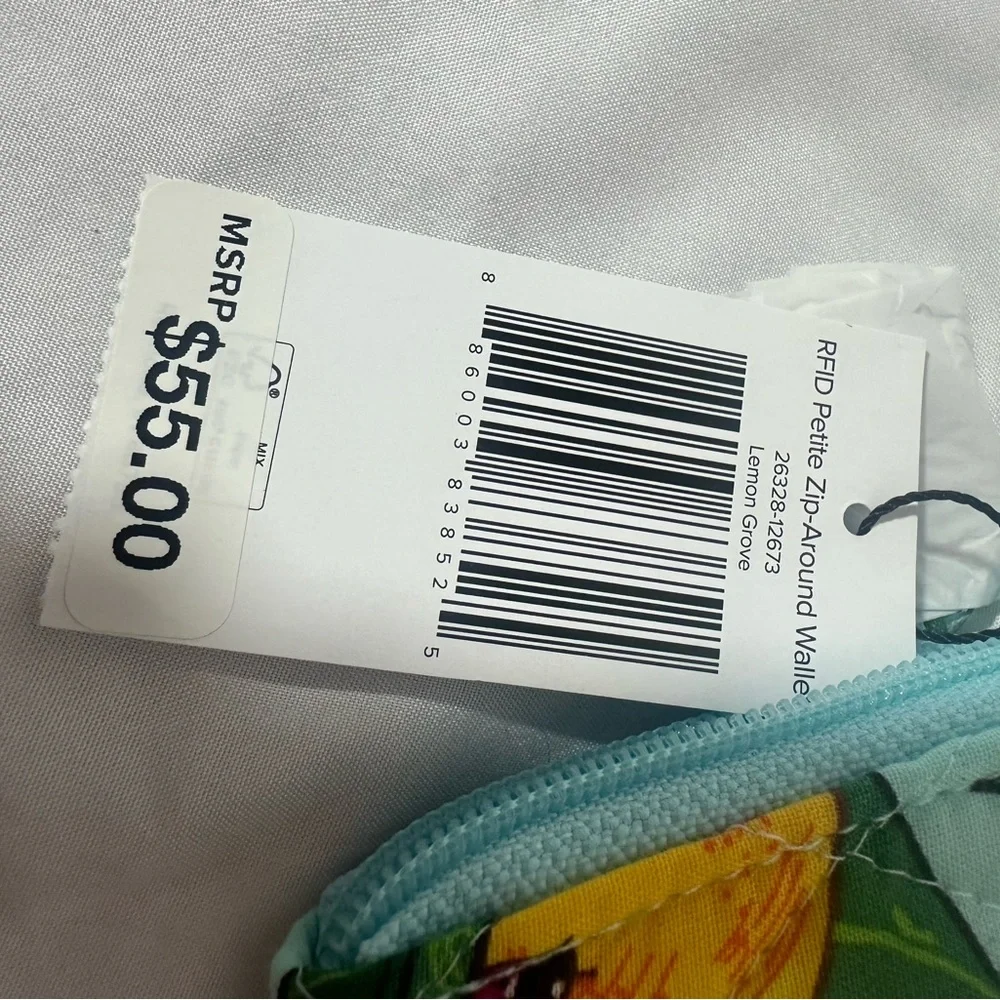 RFID Petite Zip-Around Walle
26328-12673
Lemon Grove
8 86003 83852 5
MIX
MSRP
$55.00